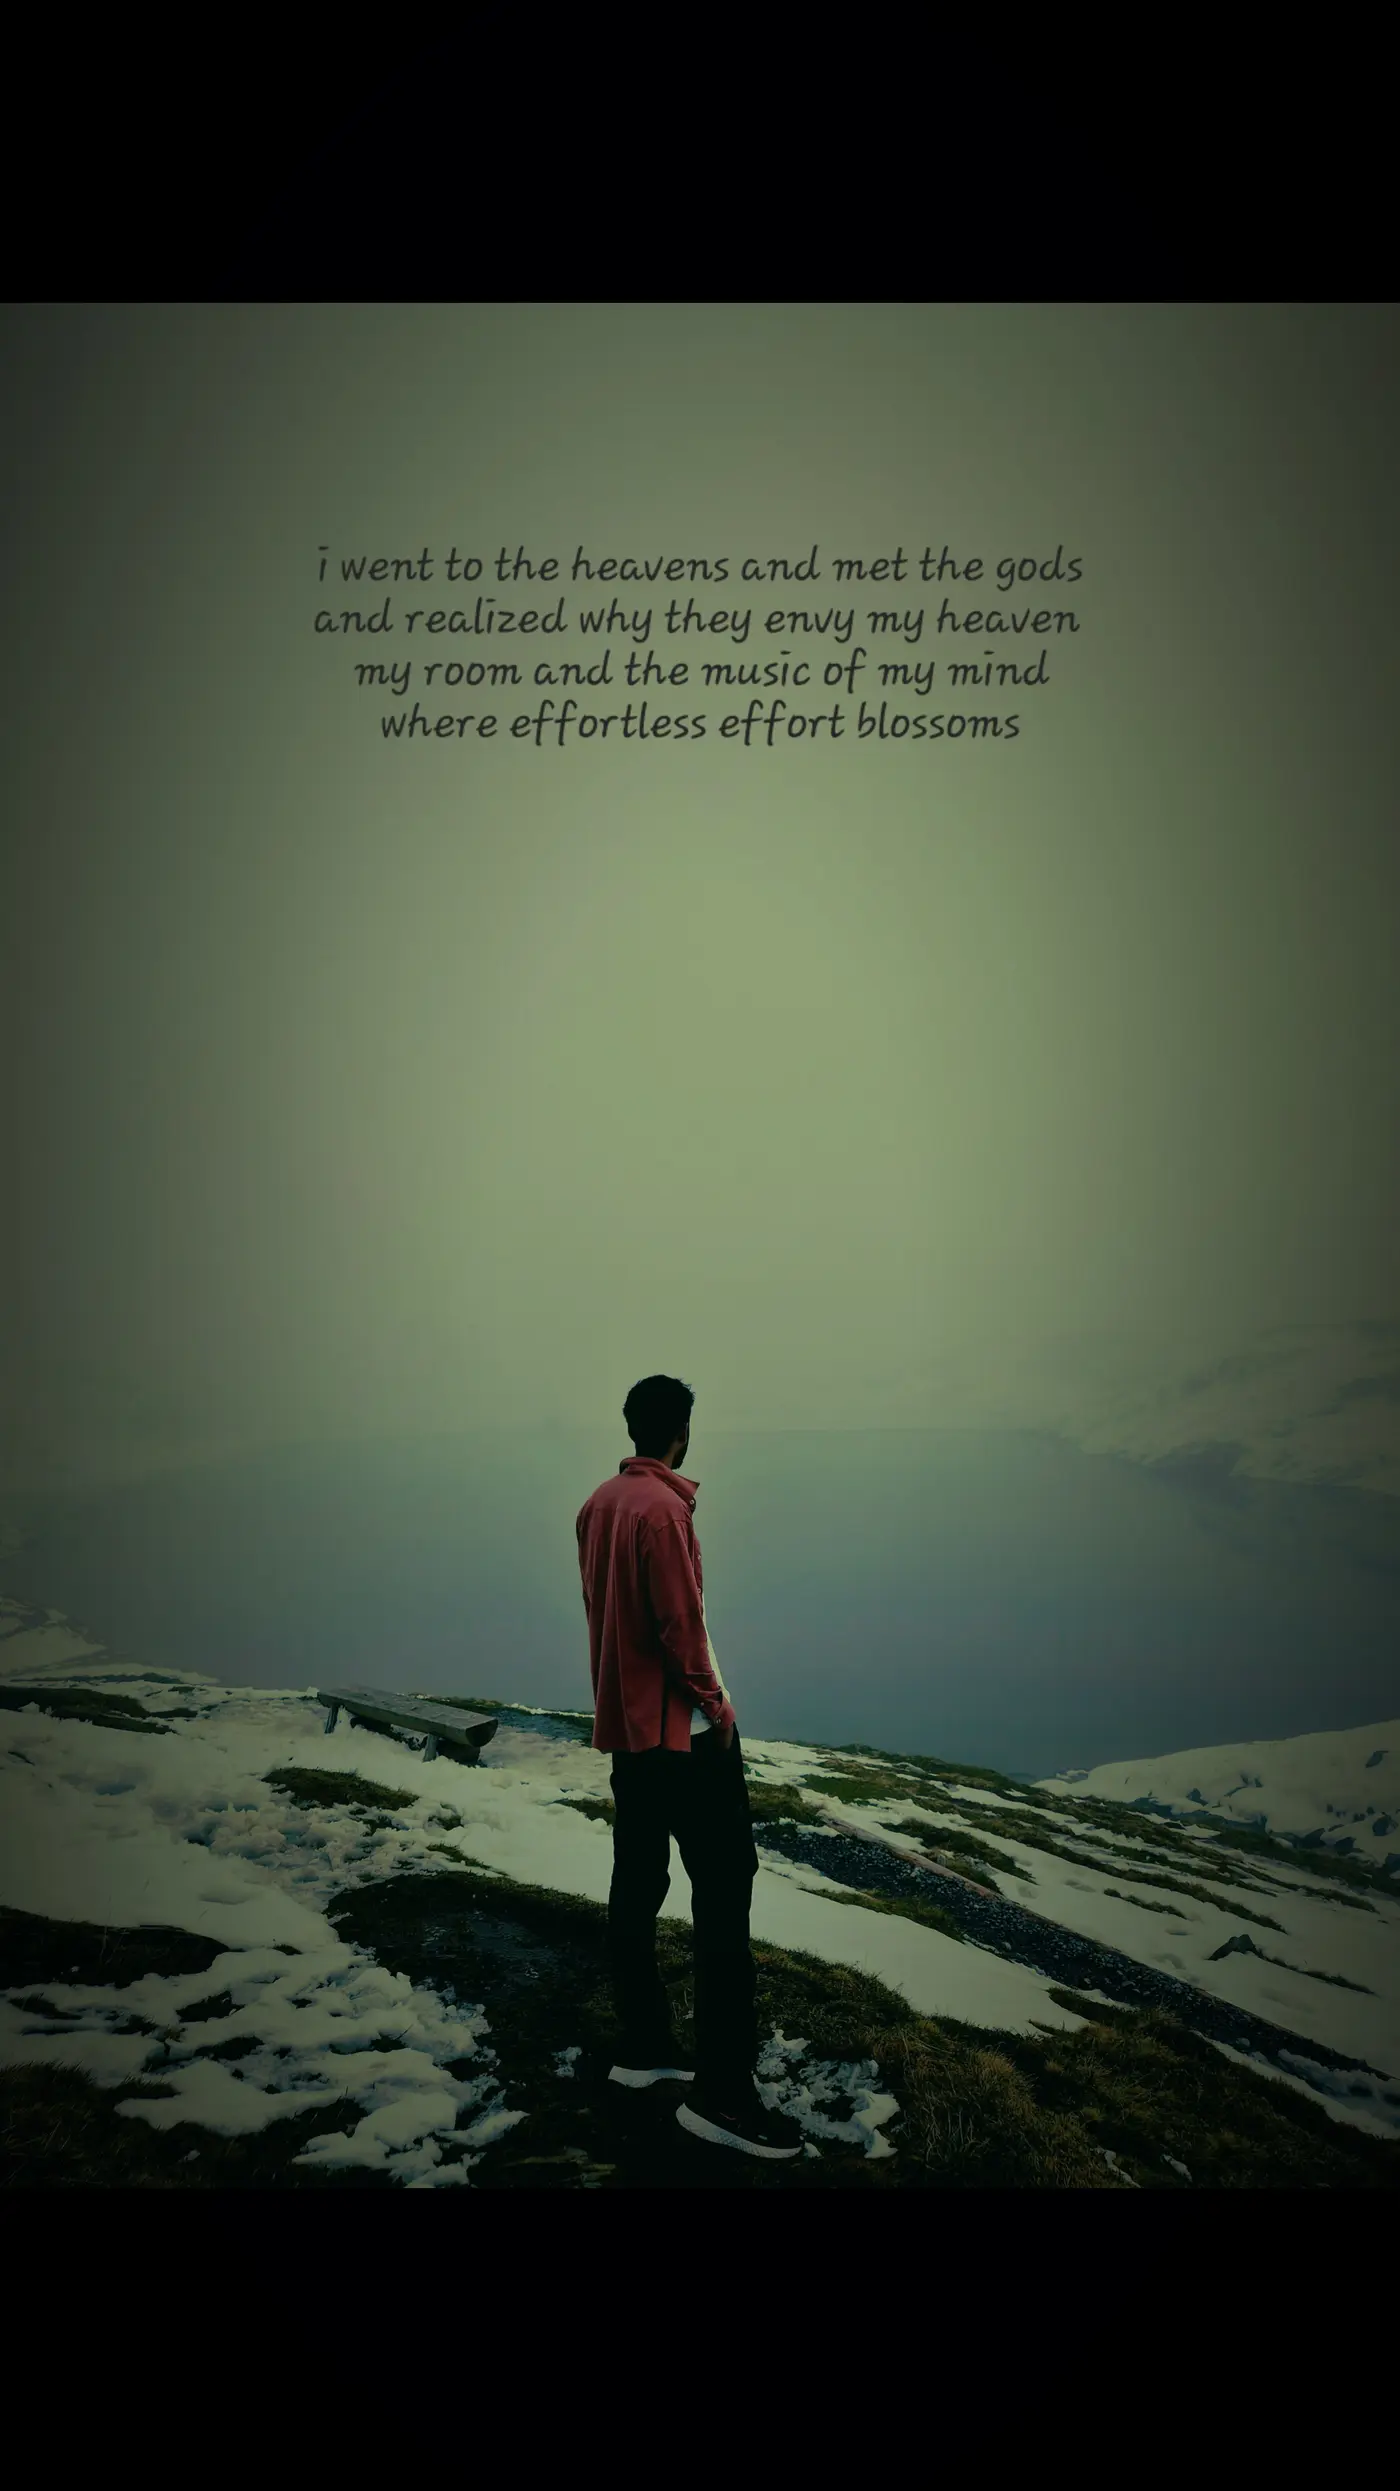 i went to the heavens and met the gods
and realized why they envy my heaven
my room and the music of my mind
where effortless effort blossoms